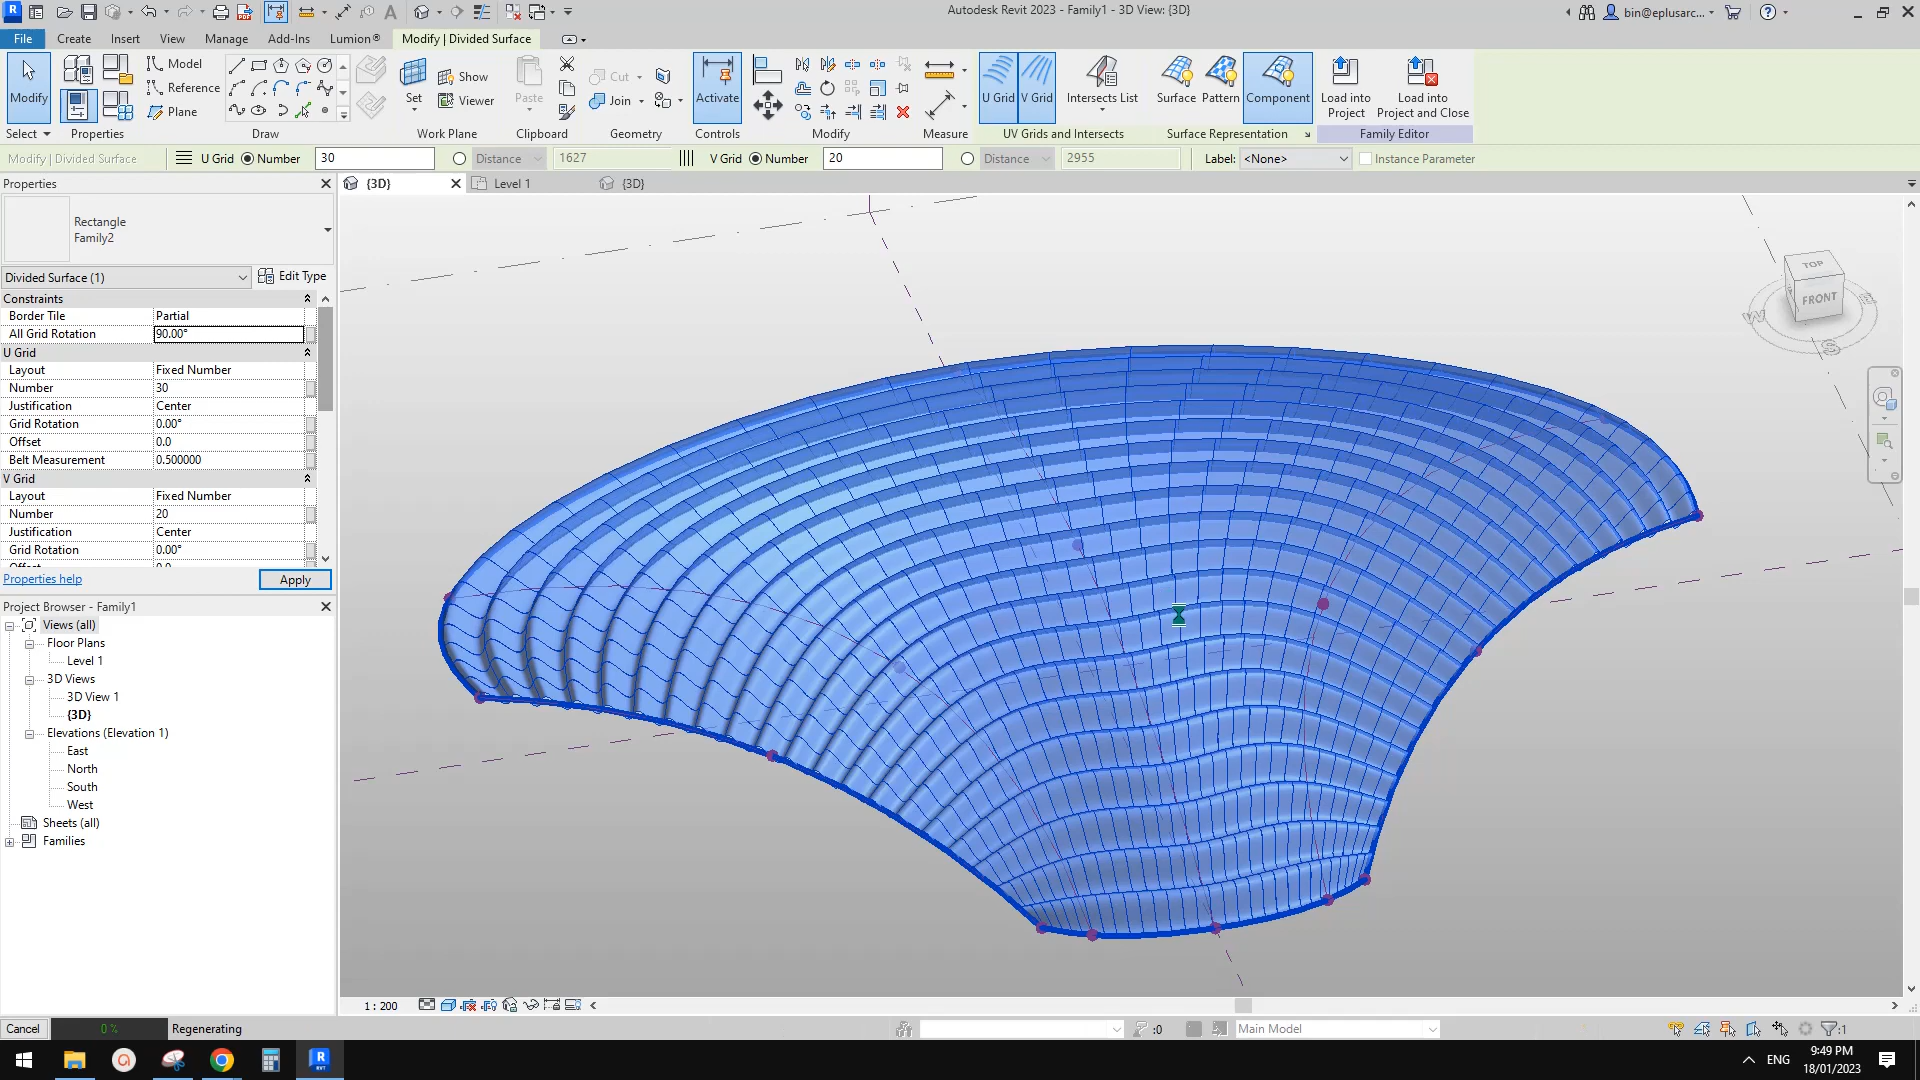 Autodesk Revit 2023 - Family1 - 3D View: {3D}
bin@eplusarc...
File Create Insert View Manage Add-Ins Lumion® Modify | Divided Surface
Modify
Select
Properties
Model
Reference
Plane
Draw
Set
Show
Viewer
Work Plane
Paste
Clipboard
Cut
Join
Geometry
Activate
Controls
Modify
Measure
U Grid V Grid
Intersects List
UV Grids and Intersects
Surface Pattern Component
Surface Representation
Load into
Project
Load into
Project and Close
Family Editor
Modify | Divided Surface
U Grid Number 30 Distance 1627 V Grid Number 20 Distance 2955 Label: <None> Instance Parameter
Properties
{3D} Level 1 {3D}
Rectangle
Family2
Divided Surface (1) Edit Type
Constraints
Border Tile Partial
All Grid Rotation 90.00°
U Grid
Layout Fixed Number
Number 30
Justification Center
Grid Rotation 0.00°
Offset 0.0
Belt Measurement 0.500000
V Grid
Layout Fixed Number
Number 20
Justification Center
Grid Rotation 0.00°
Properties help Apply
Project Browser - Family1
Views (all)
Floor Plans
Level 1
3D Views
3D View 1
{3D}
Elevations (Elevation 1)
East
North
South
West
Sheets (all)
Families
TOP
FRONT
W
S
E
1 : 200
Cancel 0 % Regenerating
:0
Main Model
:1
ENG
9:49 PM
18/01/2023